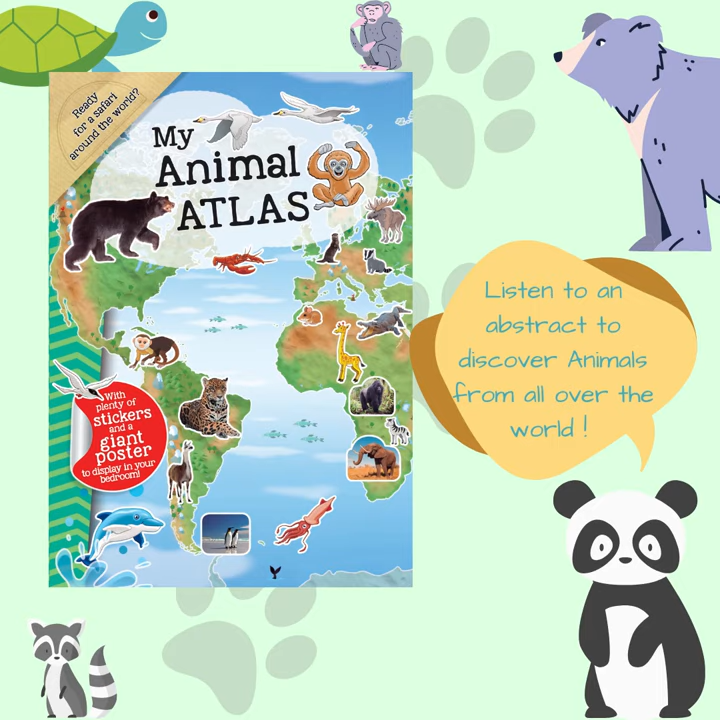 Ready
for a safari
around the world?
My
Animal
ATLAS
With
plenty of
stickers
and a
giant
poster
to display in your
bedroom!
Listen to an
abstract to
discover Animals
from all over the
world !